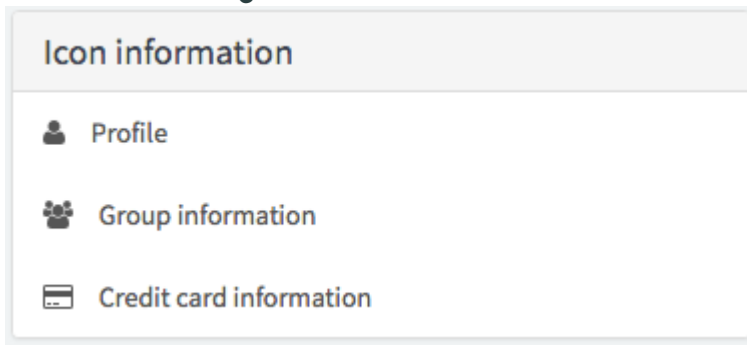 Icon information
Profile
Group information
Credit card information